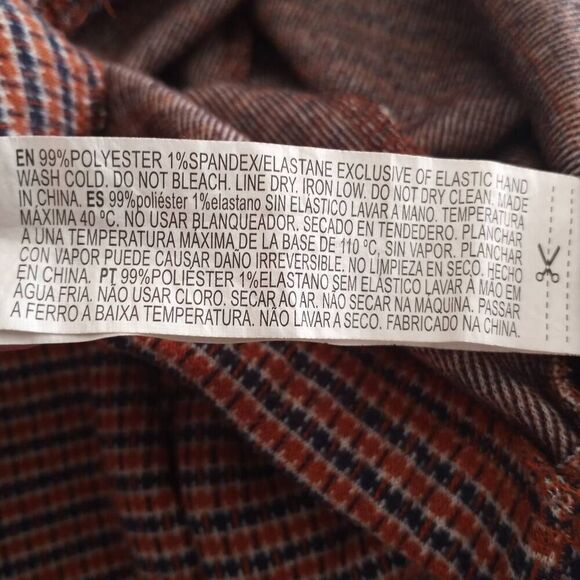 EN 99%POLYESTER 1%SPANDEX/ELASTANE EXCLUSIVE OF ELASTIC HAND
WASH COLD. DO NOT BLEACH. LINE DRY. IRON LOW. DO NOT DRY CLEAN. MADE
IN CHINA. ES 99%poliéster 1%elastano SIN ELASTICO LAVAR A MANO. TEMPERATURA
MÁXIMA 40 ºC. NO USAR BLANQUEADOR. SECADO EN TENDEDERO. PLANCHAR
A UNA TEMPERATURA MÁXIMA DE LA BASE DE 110 ºC, SIN VAPOR. PLANCHAR
CON VAPOR PUEDE CAUSAR DAÑO IRREVERSIBLE. NO LIMPIEZA EN SECO. HECHO
EN CHINA. PT 99%POLIÉSTER 1%ELASTANO SEM ELÁSTICO LAVAR À MÃO EM
ÁGUA FRIA. NÃO USAR CLORO. SECAR AO AR. NÃO SECAR NA MÁQUINA. PASSAR
A FERRO A BAIXA TEMPERATURA. NÃO LAVAR A SECO. FABRICADO NA CHINA.